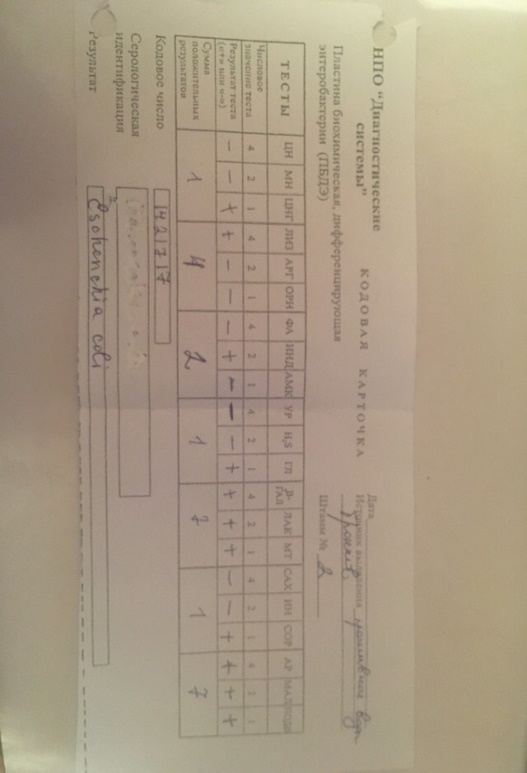 НПО "Диагностические системы"
КОДОВАЯ КАРТОЧКА
Дата
Источник выделения
Пластина биохимическая, дифференцирующая
энтеробактерии (ПБДЭ)
Штамм № 2
ТЕСТЫ ЦН МН ЦНГ ЛИЗ АРГ ОРН ФА ИНД АМК УР H₂S ГЛ β-ГАЛ ЛАК МТ САХ ИН СОР АР МАЛ
Числовое значение теста 4 2 1 4 2 1 4 2 1 4 2 1 4 2 1 4 2 1 4 2 1
Результат теста («+» или «-») − − + + − − − + − − − + + + + − − + + + +
Сумма положительных результатов 1 4 2 1 7 1 7
Кодовое число 1421717
Серологическая идентификация
Результат Escherichia coli